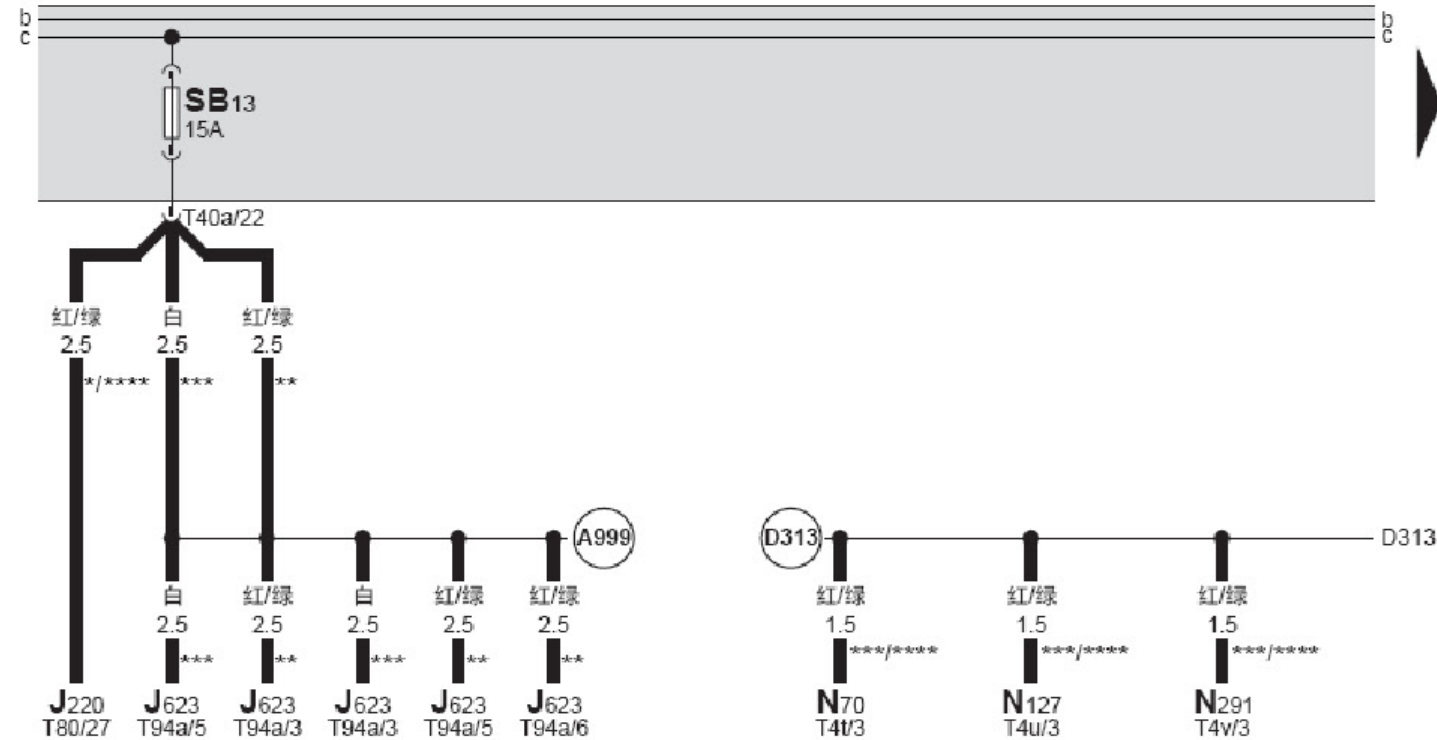 b b
c c
SB13
15A
T40a/22
红/绿 白 红/绿
2.5 2.5 2.5
*/**** *** **
A999 D313 D313
白 红/绿 白 红/绿 红/绿 红/绿 红/绿 红/绿
2.5 2.5 2.5 2.5 2.5 1.5 1.5 1.5
*** ** *** ** ** ***/**** ***/**** ***/****
J220 J623 J623 J623 J623 J623 N70 N127 N291
T80/27 T94a/5 T94a/3 T94a/3 T94a/5 T94a/6 T4t/3 T4u/3 T4v/3